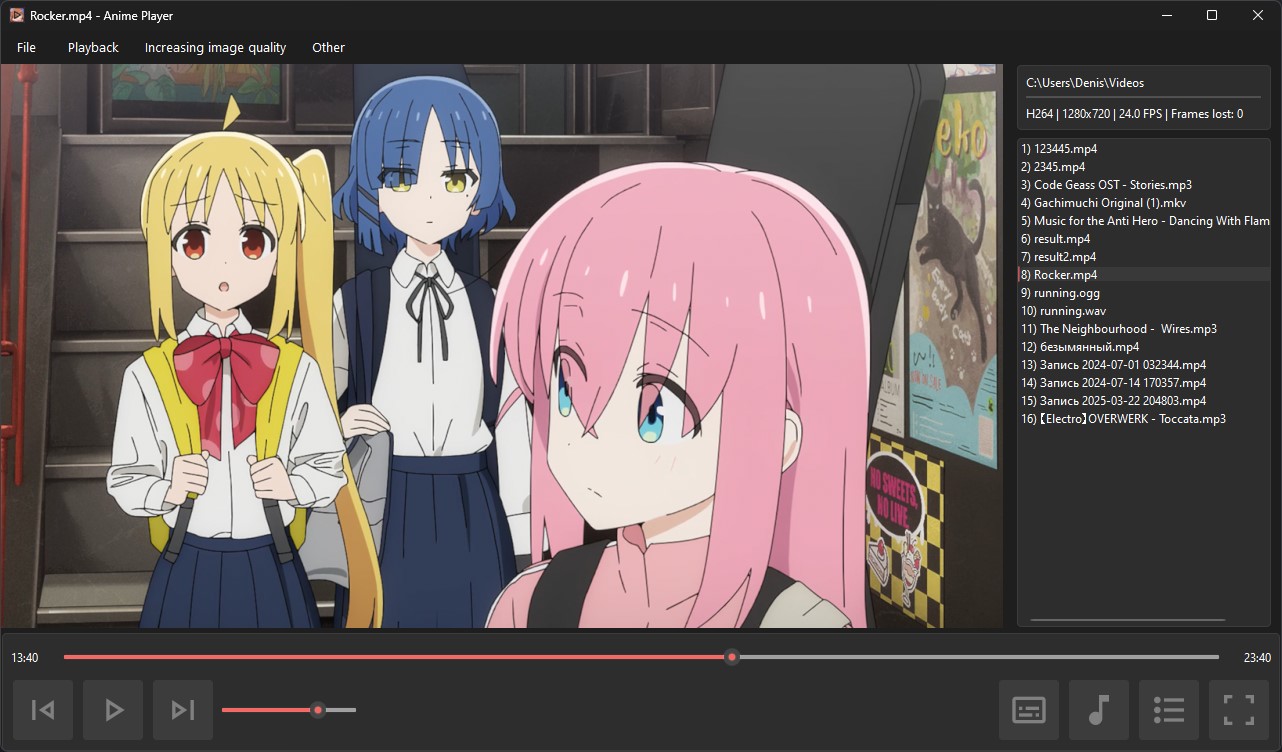 Rocker.mp4 - Anime Player
File Playback Increasing image quality Other
C:\Users\Denis\Videos
H264 | 1280x720 | 24.0 FPS | Frames lost: 0
1) 123445.mp4
2) 2345.mp4
3) Code Geass OST - Stories.mp3
4) Gachimuchi Original (1).mkv
5) Music for the Anti Hero - Dancing With Flam
6) result.mp4
7) result2.mp4
8) Rocker.mp4
9) running.ogg
10) running.wav
11) The Neighbourhood -  Wires.mp3
12) безымянный.mp4
13) Запись 2024-07-01 032344.mp4
14) Запись 2024-07-14 170357.mp4
15) Запись 2025-03-22 204803.mp4
16)【Electro】OVERWERK - Toccata.mp3
eko
ALBUM
NO SWEETS,
NO LIVE.
13:40
23:40